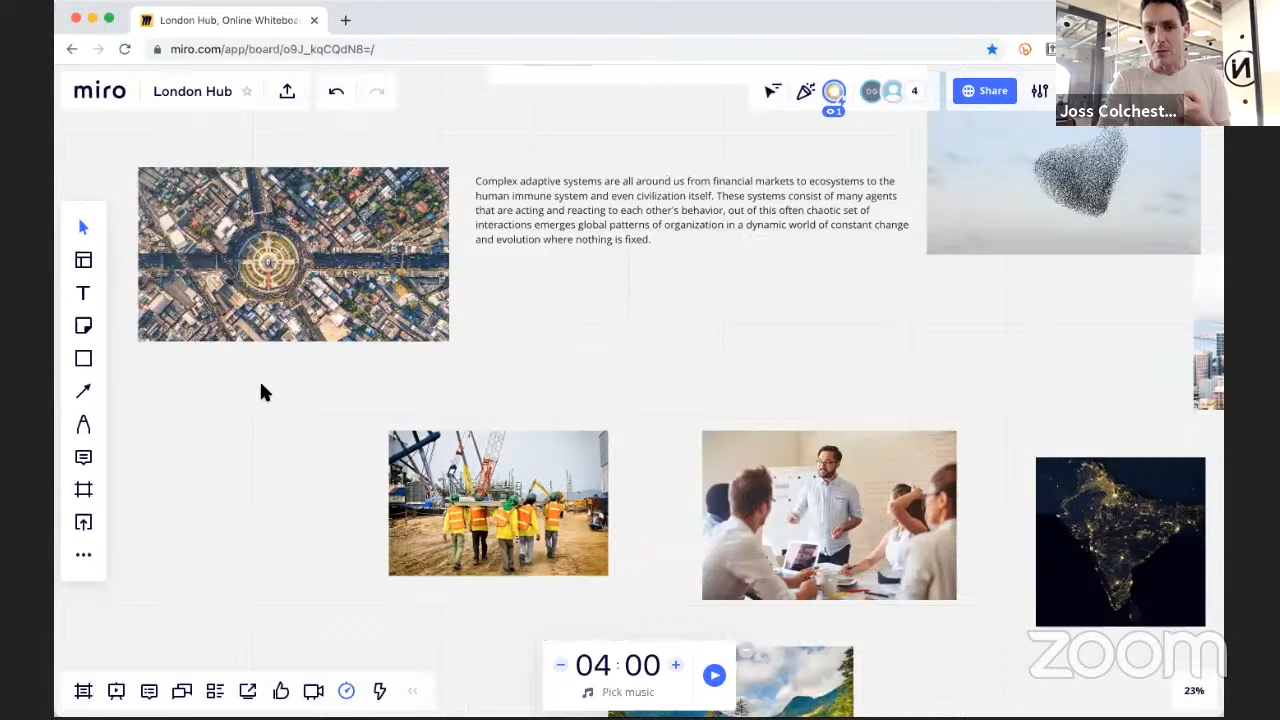 London Hub, Online Whiteboa
miro.com/app/board/o9J_kqCQdN8=/
Joss Colchest...
miro
London Hub
DG
4
1
Share
Complex adaptive systems are all around us from financial markets to ecosystems to the
human immune system and even civilization itself. These systems consist of many agents
that are acting and reacting to each other's behavior, out of this often chaotic set of
interactions emerges global patterns of organization in a dynamic world of constant change
and evolution where nothing is fixed.
04 : 00
Pick music
zoom
23%